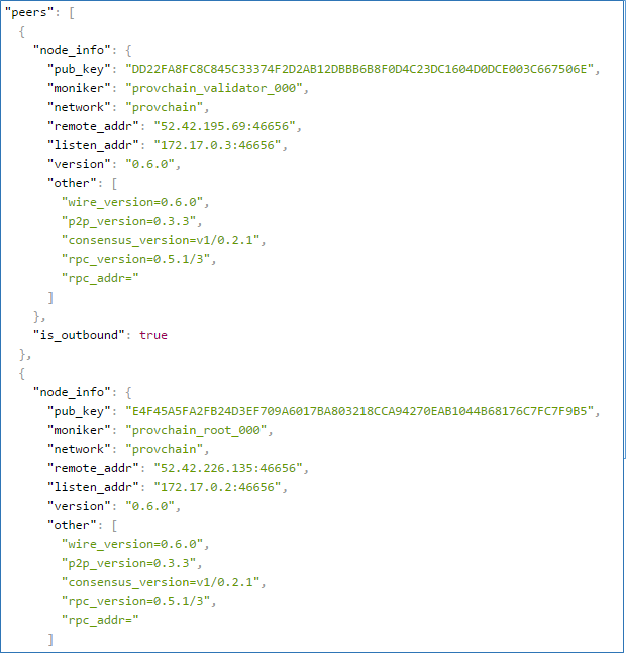 "peers": [
{
"node_info": {
"pub_key": "DD22FA8FC8C845C33374F2D2AB12DBBB6B8F0D4C23DC1604D0DCE003C667506E",
"moniker": "provchain_validator_000",
"network": "provchain",
"remote_addr": "52.42.195.69:46656",
"listen_addr": "172.17.0.3:46656",
"version": "0.6.0",
"other": [
"wire_version=0.6.0",
"p2p_version=0.3.3",
"consensus_version=v1/0.2.1",
"rpc_version=0.5.1/3",
"rpc_addr="
]
},
"is_outbound": true
},
{
"node_info": {
"pub_key": "E4F45A5FA2FB24D3EF709A6017BA803218CCA94270EAB1044B68176C7FC7F9B5",
"moniker": "provchain_root_000",
"network": "provchain",
"remote_addr": "52.42.226.135:46656",
"listen_addr": "172.17.0.2:46656",
"version": "0.6.0",
"other": [
"wire_version=0.6.0",
"p2p_version=0.3.3",
"consensus_version=v1/0.2.1",
"rpc_version=0.5.1/3",
"rpc_addr="
]